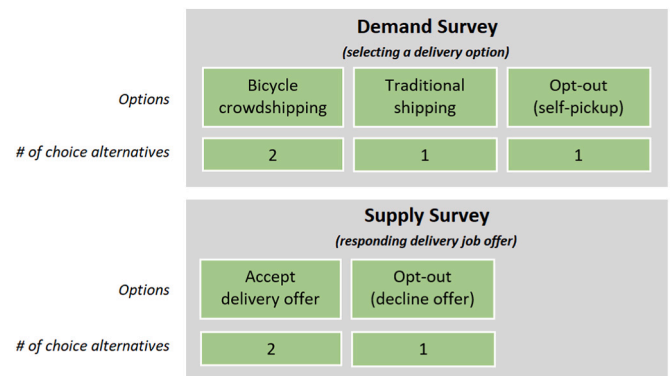 Demand Survey
(selecting a delivery option)
Options
Bicycle
crowdshipping
Traditional
shipping
Opt-out
(self-pickup)
# of choice alternatives
2
1
1
Supply Survey
(responding delivery job offer)
Options
Accept
delivery offer
Opt-out
(decline offer)
# of choice alternatives
2
1